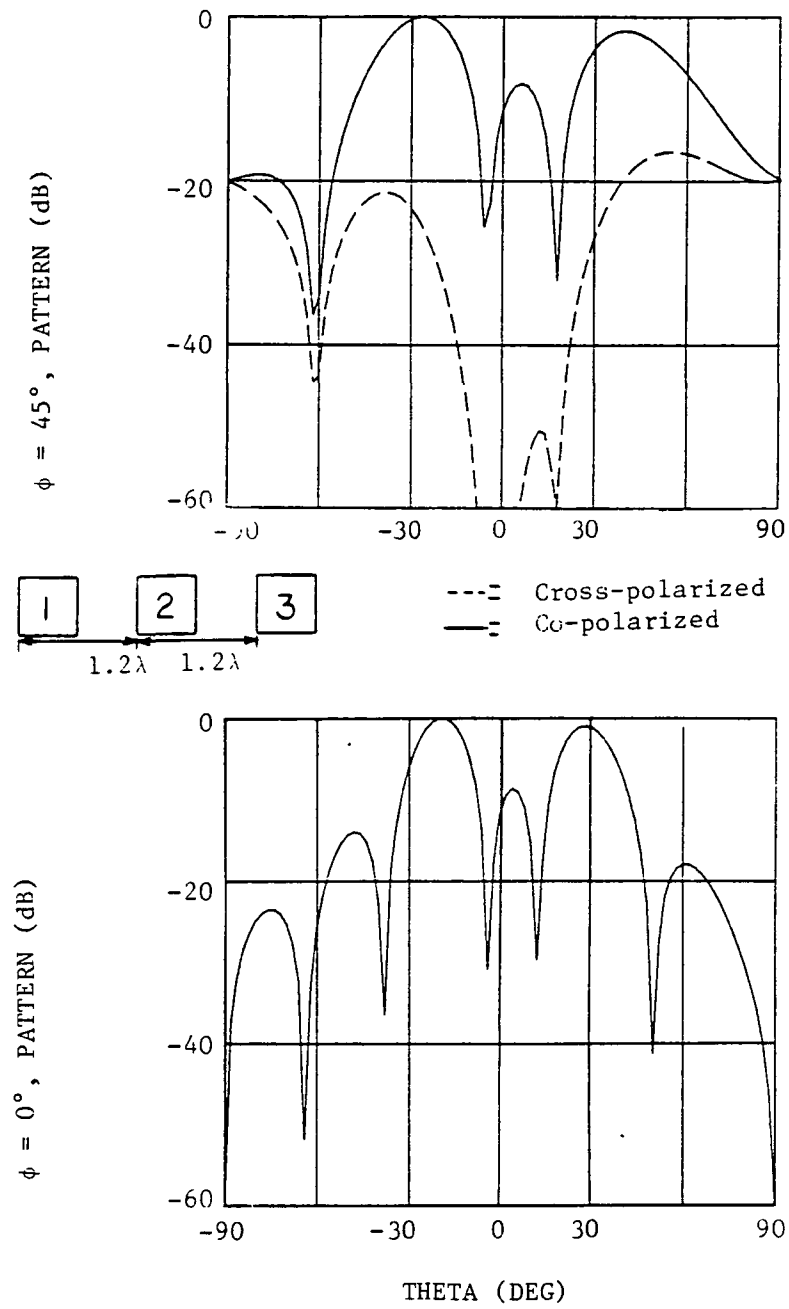 φ = 45°, PATTERN (dB)
0
-20
-40
-60
-30
0
30
90
1
2
3
1.2λ
1.2λ
Cross-polarized
Co-polarized
φ = 0°, PATTERN (dB)
0
-20
-40
-60
-90
-30
0
30
90
THETA (DEG)